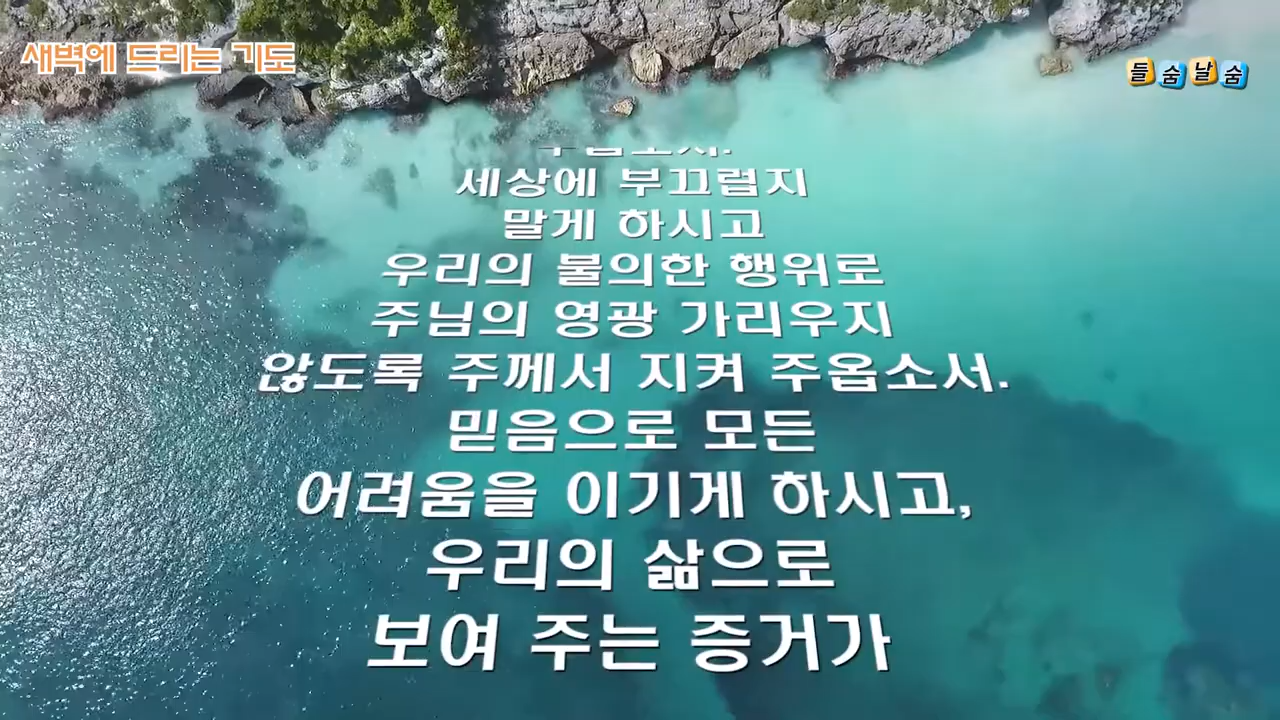 새벽에 드리는 기도
들숨날숨
세상에 부끄럽지
말게 하시고
우리의 불의한 행위로
주님의 영광 가리우지
않도록 주께서 지켜 주옵소서.
믿음으로 모든
어려움을 이기게 하시고,
우리의 삶으로
보여 주는 증거가